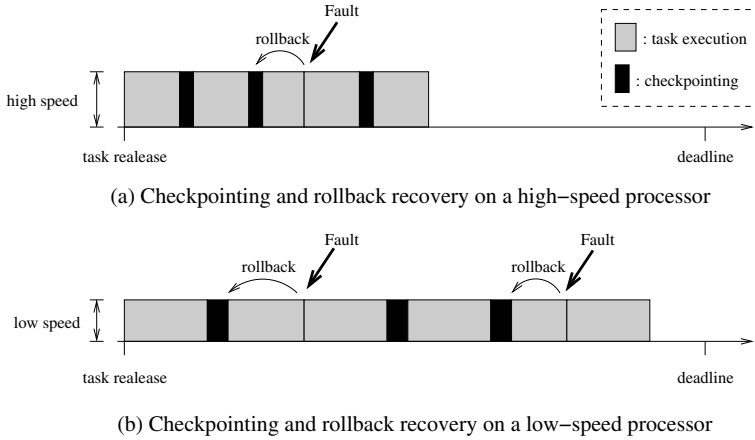 Fault
rollback
: task execution
: checkpointing
high speed
task realease
deadline
(a) Checkpointing and rollback recovery on a high−speed processor
Fault
Fault
rollback
rollback
low speed
task realease
deadline
(b) Checkpointing and rollback recovery on a low−speed processor